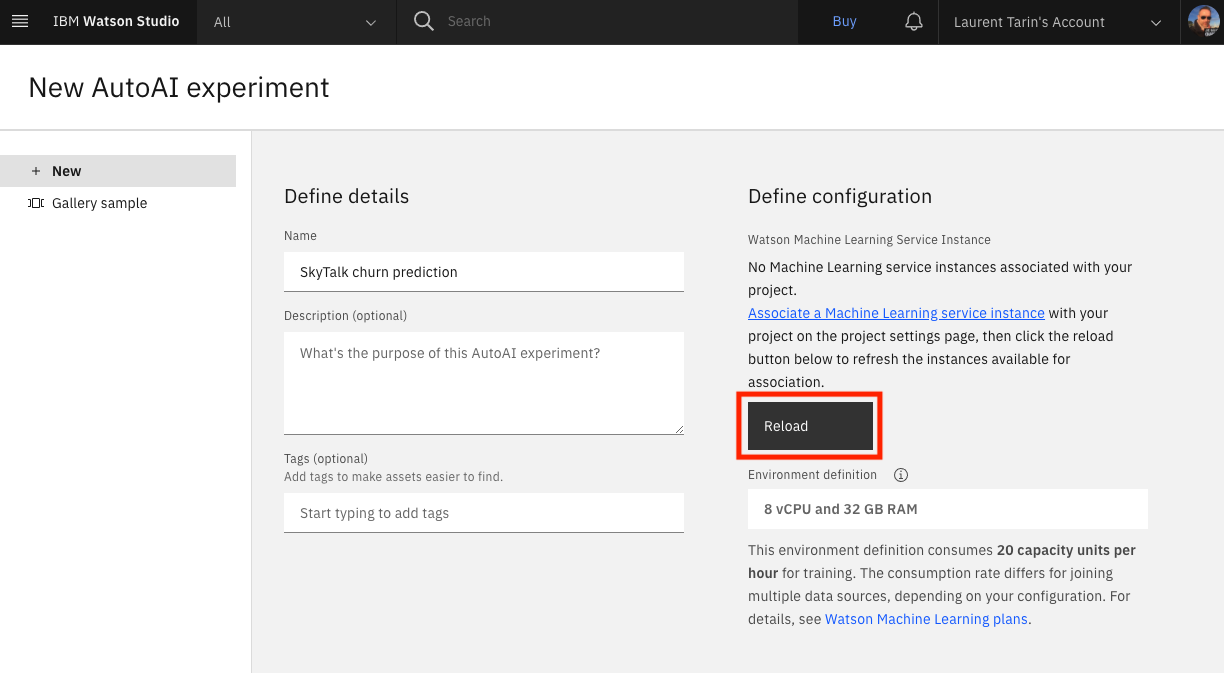 IBM Watson Studio
All
Search
Buy
Laurent Tarin's Account
New AutoAI experiment
+ New
Gallery sample
Define details
Name
SkyTalk churn prediction
Description (optional)
What's the purpose of this AutoAI experiment?
Tags (optional)
Add tags to make assets easier to find.
Start typing to add tags
Define configuration
Watson Machine Learning Service Instance
No Machine Learning service instances associated with your
project.
Associate a Machine Learning service instance with your
project on the project settings page, then click the reload
button below to refresh the instances available for
association.
Reload
Environment definition
8 vCPU and 32 GB RAM
This environment definition consumes 20 capacity units per
hour for training. The consumption rate differs for joining
multiple data sources, depending on your configuration. For
details, see Watson Machine Learning plans.